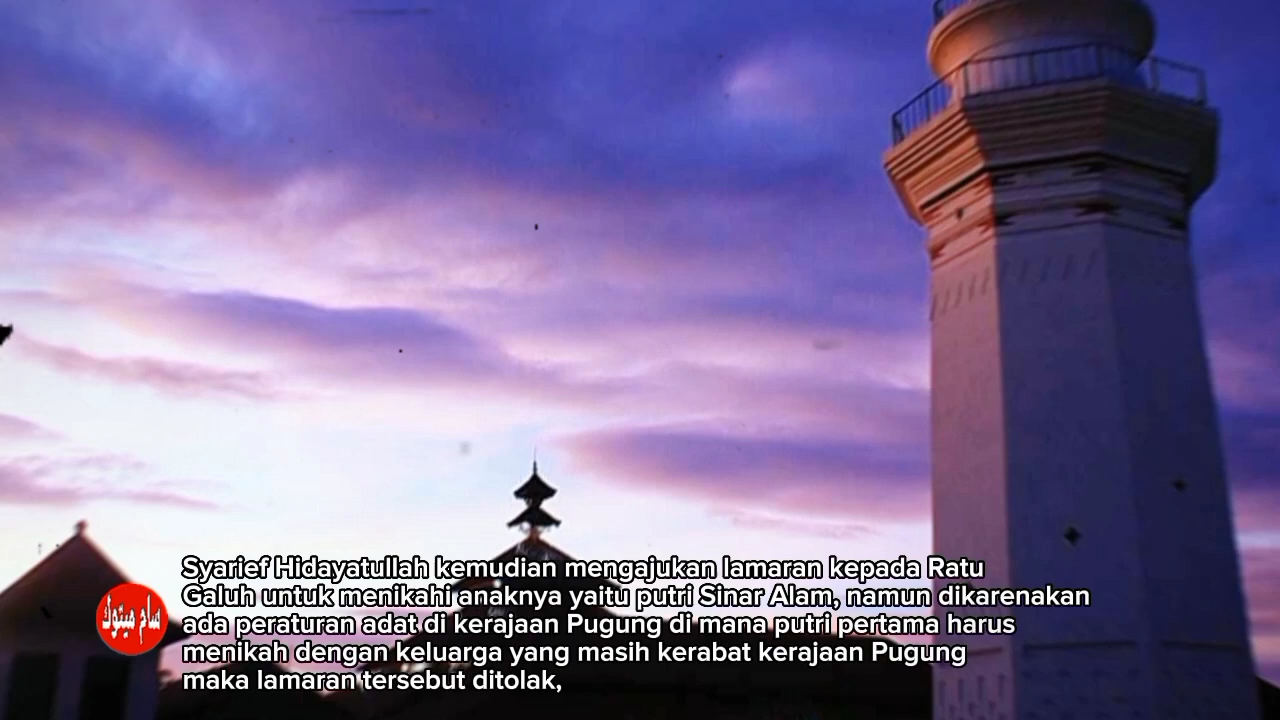 Syarief Hidayatullah kemudian mengajukan lamaran kepada Ratu
Galuh untuk menikahi anaknya yaitu putri Sinar Alam, namun dikarenakan
ada peraturan adat di kerajaan Pugung di mana putri pertama harus
menikah dengan keluarga yang masih kerabat kerajaan Pugung
maka lamaran tersebut ditolak,
سام ميثوك